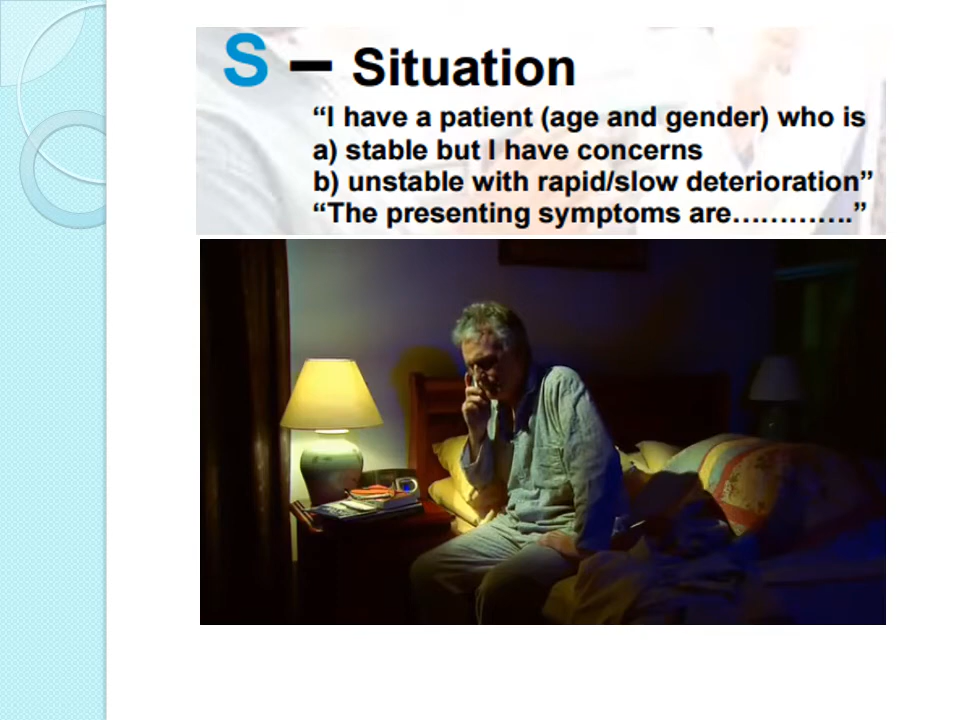 S – Situation
“I have a patient (age and gender) who is
a) stable but I have concerns
b) unstable with rapid/slow deterioration”
“The presenting symptoms are………….”